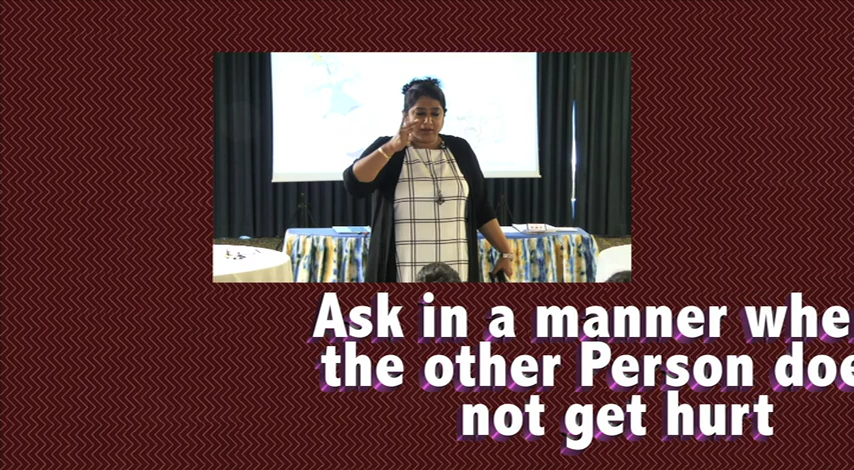 Ask in a manner whe
the other Person doe
not get hurt